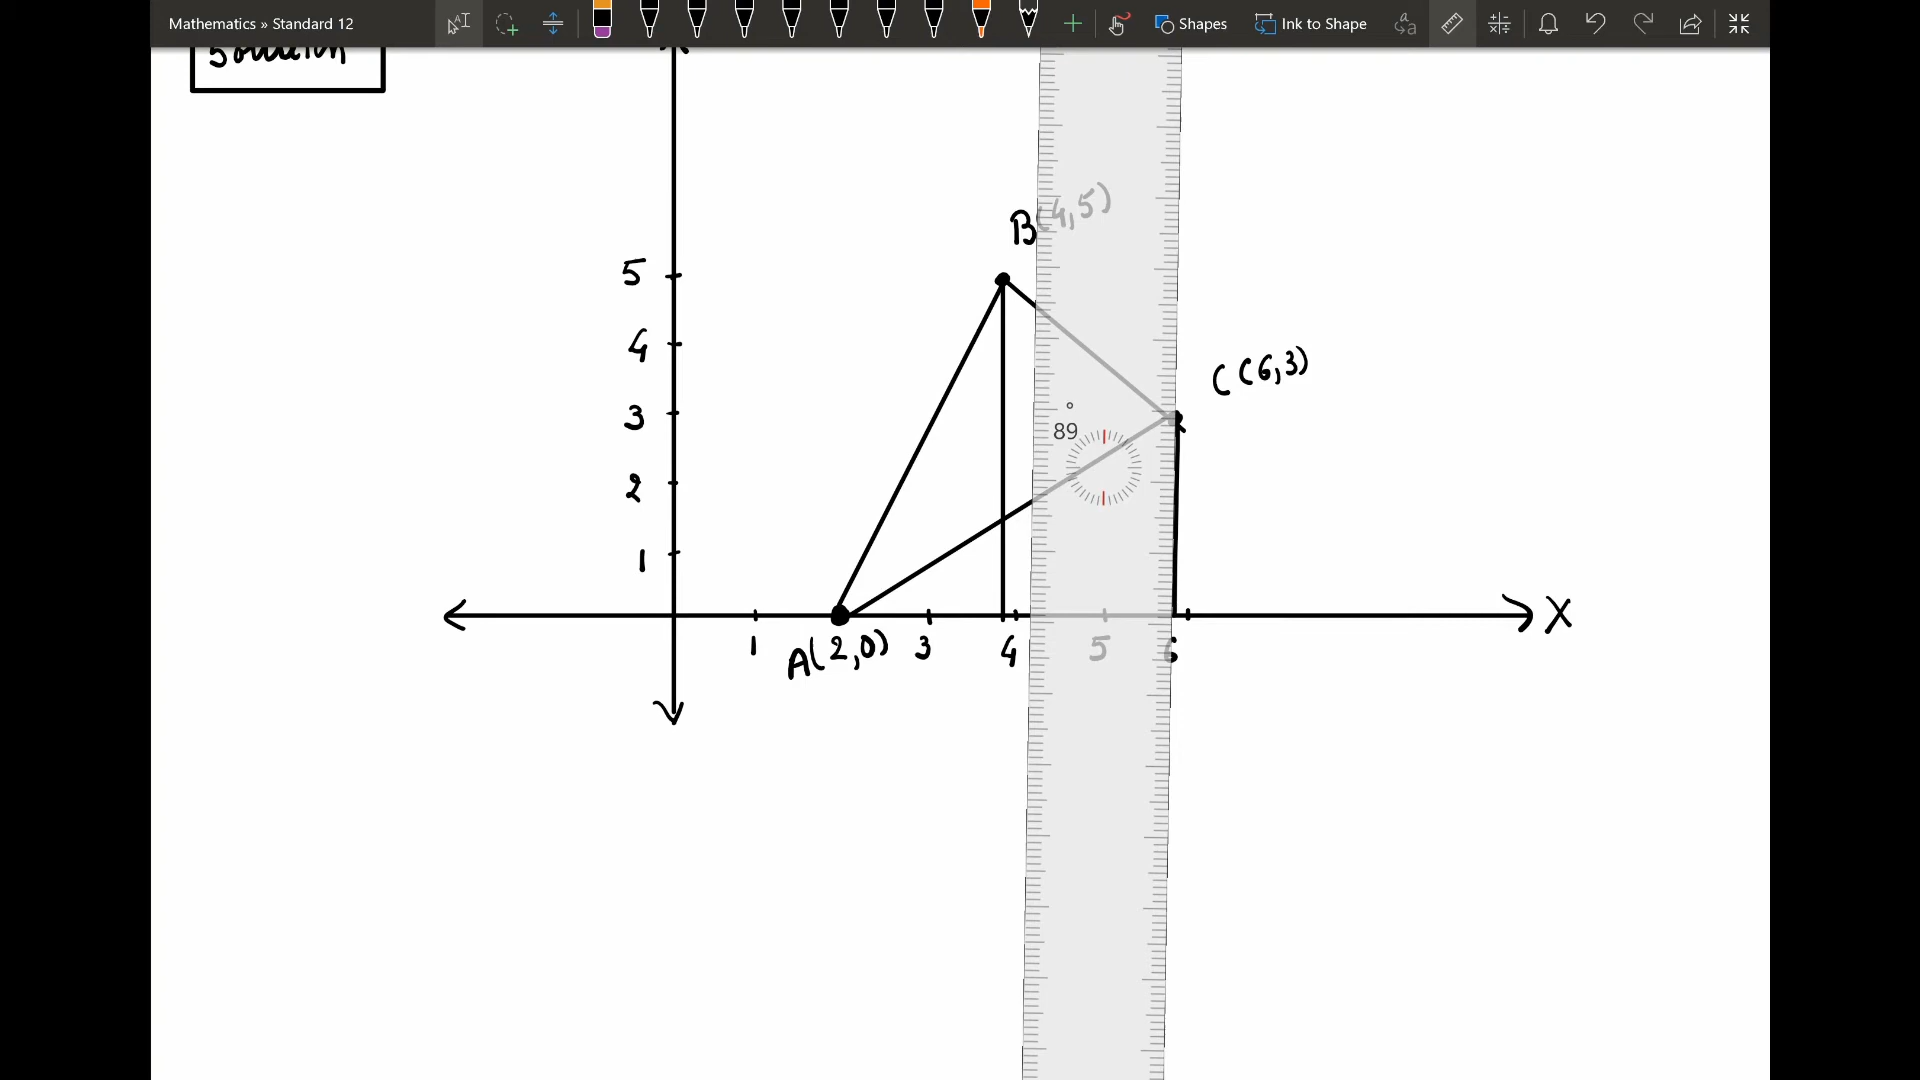 Mathematics » Standard 12
Shapes
Ink to Shape
Solution
B(4,5)
5
4
C(6,3)
3
89°
2
1
X
1 A(2,0) 3 4 5 6